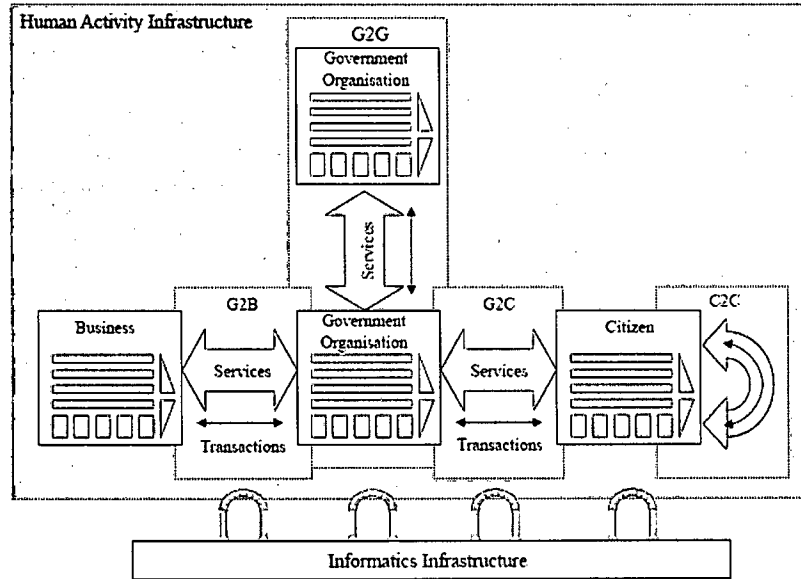 Human Activity Infrastructure
G2G
Government
Organisation
Services
G2B
G2C
C2C
Business
Government
Organisation
Citizen
Services
Services
Transactions
Transactions
Informatics Infrastructure